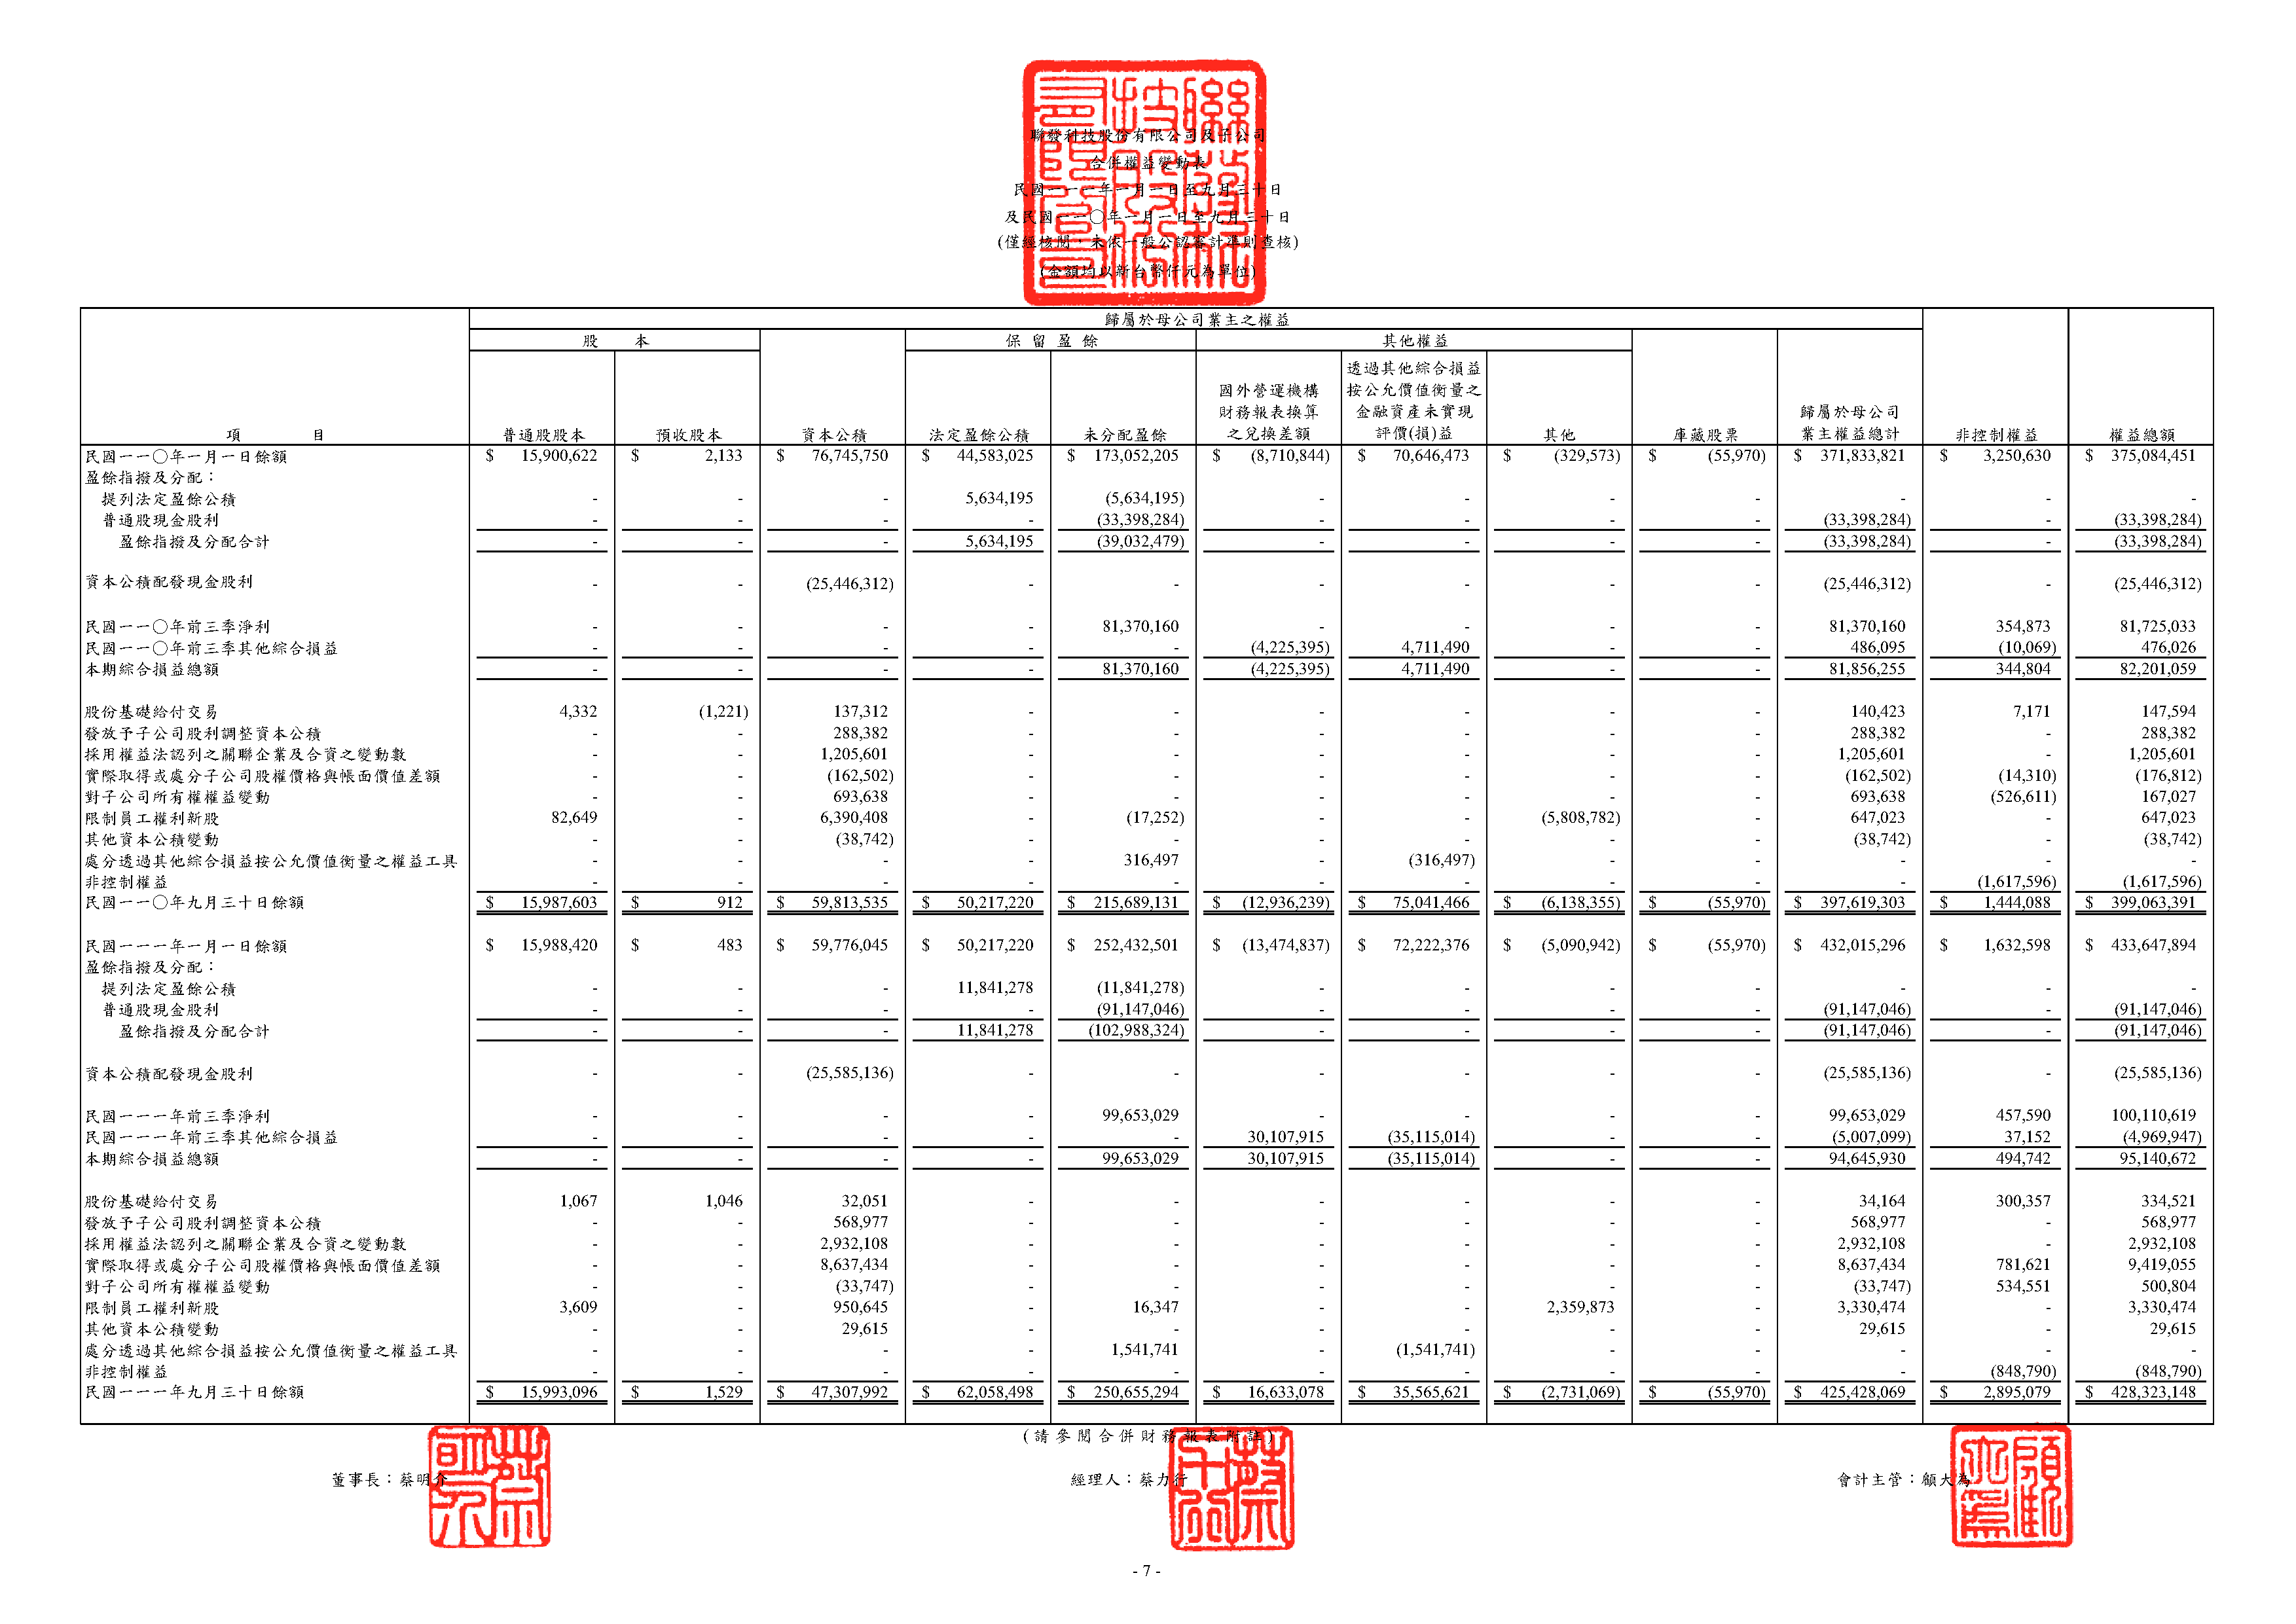 聯發科技股份有限公司及子公司
合併權益變動表
民國一一一年一月一日至九月三十日
及民國一一〇年一月一日至九月三十日
(僅經核閱，未依一般公認審計準則查核)
(金額均以新台幣仟元為單位)
歸屬於母公司業主之權益
股 本 保 留 盈 餘 其他權益
項 目 普通股股本 預收股本 資本公積 法定盈餘公積 未分配盈餘 國外營運機構財務報表換算之兌換差額 透過其他綜合損益按公允價值衡量之金融資產未實現評價(損)益 其他 庫藏股票 歸屬於母公司業主權益總計 非控制權益 權益總額
民國一一〇年一月一日餘額 $ 15,900,622 $ 2,133 $ 76,745,750 $ 44,583,025 $ 173,052,205 $ (8,710,844) $ 70,646,473 $ (329,573) $ (55,970) $ 371,833,821 $ 3,250,630 $ 375,084,451
盈餘指撥及分配：
提列法定盈餘公積 - - - 5,634,195 (5,634,195) - - - - - - -
普通股現金股利 - - - - (33,398,284) - - - - (33,398,284) - (33,398,284)
盈餘指撥及分配合計 - - - 5,634,195 (39,032,479) - - - - (33,398,284) - (33,398,284)
資本公積配發現金股利 - - (25,446,312) - - - - - - (25,446,312) - (25,446,312)
民國一一〇年前三季淨利 - - - - 81,370,160 - - - - 81,370,160 354,873 81,725,033
民國一一〇年前三季其他綜合損益 - - - - - (4,225,395) 4,711,490 - - 486,095 (10,069) 476,026
本期綜合損益總額 - - - - 81,370,160 (4,225,395) 4,711,490 - - 81,856,255 344,804 82,201,059
股份基礎給付交易 4,332 (1,221) 137,312 - - - - - - 140,423 7,171 147,594
發放予子公司股利調整資本公積 - - 288,382 - - - - - - 288,382 - 288,382
採用權益法認列之關聯企業及合資之變動數 - - 1,205,601 - - - - - - 1,205,601 - 1,205,601
實際取得或處分子公司股權價格與帳面價值差額 - - (162,502) - - - - - - (162,502) (14,310) (176,812)
對子公司所有權權益變動 - - 693,638 - - - - - - 693,638 (526,611) 167,027
限制員工權利新股 82,649 - 6,390,408 - (17,252) - - (5,808,782) - 647,023 - 647,023
其他資本公積變動 - - (38,742) - - - - - - (38,742) - (38,742)
處分透過其他綜合損益按公允價值衡量之權益工具 - - - - 316,497 - (316,497) - - - - -
非控制權益 - - - - - - - - - - (1,617,596) (1,617,596)
民國一一〇年九月三十日餘額 $ 15,987,603 $ 912 $ 59,813,535 $ 50,217,220 $ 215,689,131 $ (12,936,239) $ 75,041,466 $ (6,138,355) $ (55,970) $ 397,619,303 $ 1,444,088 $ 399,063,391
民國一一一年一月一日餘額 $ 15,988,420 $ 483 $ 59,776,045 $ 50,217,220 $ 252,432,501 $ (13,474,837) $ 72,222,376 $ (5,090,942) $ (55,970) $ 432,015,296 $ 1,632,598 $ 433,647,894
盈餘指撥及分配：
提列法定盈餘公積 - - - 11,841,278 (11,841,278) - - - - - - -
普通股現金股利 - - - - (91,147,046) - - - - (91,147,046) - (91,147,046)
盈餘指撥及分配合計 - - - 11,841,278 (102,988,324) - - - - (91,147,046) - (91,147,046)
資本公積配發現金股利 - - (25,585,136) - - - - - - (25,585,136) - (25,585,136)
民國一一一年前三季淨利 - - - - 99,653,029 - - - - 99,653,029 457,590 100,110,619
民國一一一年前三季其他綜合損益 - - - - - 30,107,915 (35,115,014) - - (5,007,099) 37,152 (4,969,947)
本期綜合損益總額 - - - - 99,653,029 30,107,915 (35,115,014) - - 94,645,930 494,742 95,140,672
股份基礎給付交易 1,067 1,046 32,051 - - - - - - 34,164 300,357 334,521
發放予子公司股利調整資本公積 - - 568,977 - - - - - - 568,977 - 568,977
採用權益法認列之關聯企業及合資之變動數 - - 2,932,108 - - - - - - 2,932,108 - 2,932,108
實際取得或處分子公司股權價格與帳面價值差額 - - 8,637,434 - - - - - - 8,637,434 781,621 9,419,055
對子公司所有權權益變動 - - (33,747) - - - - - - (33,747) 534,551 500,804
限制員工權利新股 3,609 - 950,645 - 16,347 - - 2,359,873 - 3,330,474 - 3,330,474
其他資本公積變動 - - 29,615 - - - - - - 29,615 - 29,615
處分透過其他綜合損益按公允價值衡量之權益工具 - - - - 1,541,741 - (1,541,741) - - - - -
非控制權益 - - - - - - - - - - (848,790) (848,790)
民國一一一年九月三十日餘額 $ 15,993,096 $ 1,529 $ 47,307,992 $ 62,058,498 $ 250,655,294 $ 16,633,078 $ 35,565,621 $ (2,731,069) $ (55,970) $ 425,428,069 $ 2,895,079 $ 428,323,148
(請參閱合併財務報表附註)
董事長：蔡明介 經理人：蔡力行 會計主管：顧大為
- 7 -